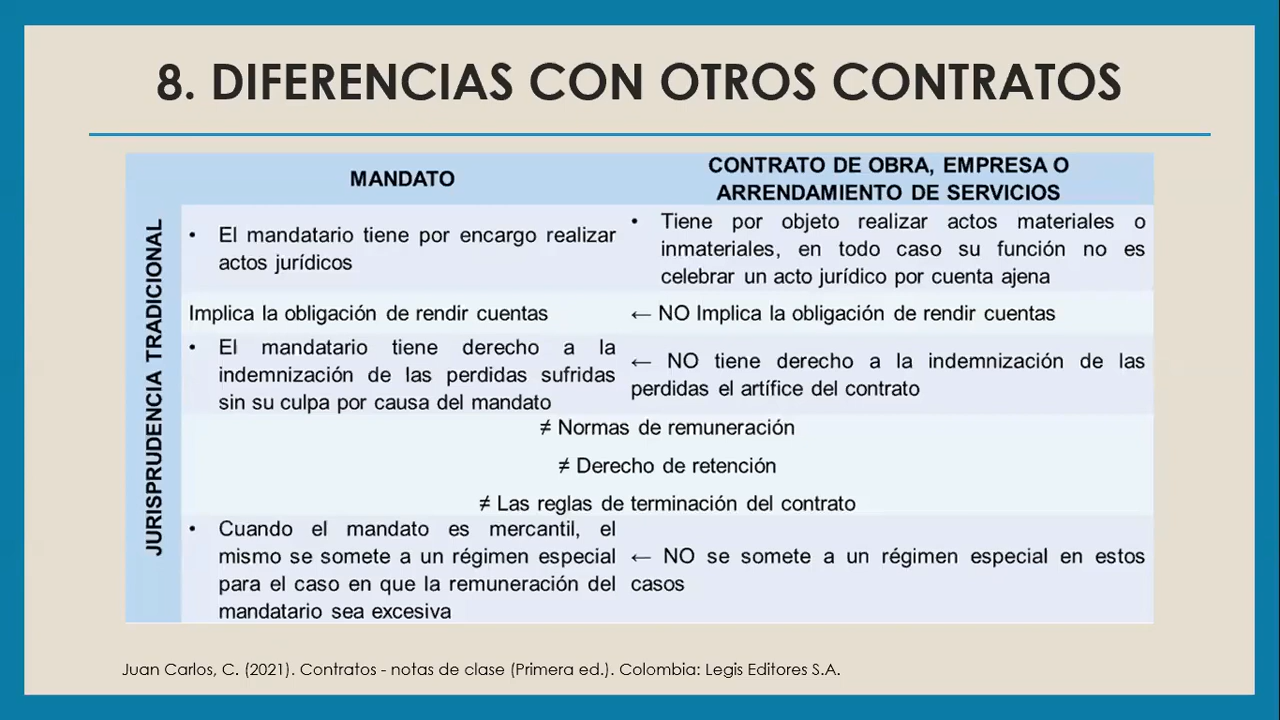 8. DIFERENCIAS CON OTROS CONTRATOS
JURISPRUDENCIA TRADICIONAL
MANDATO
CONTRATO DE OBRA, EMPRESA O
ARRENDAMIENTO DE SERVICIOS
• El mandatario tiene por encargo realizar
actos jurídicos
• Tiene por objeto realizar actos materiales o
inmateriales, en todo caso su función no es
celebrar un acto jurídico por cuenta ajena
Implica la obligación de rendir cuentas
← NO Implica la obligación de rendir cuentas
• El mandatario tiene derecho a la
indemnización de las perdidas sufridas
sin su culpa por causa del mandato
← NO tiene derecho a la indemnización de las
perdidas el artífice del contrato
≠ Normas de remuneración
≠ Derecho de retención
≠ Las reglas de terminación del contrato
• Cuando el mandato es mercantil, el
mismo se somete a un régimen especial
para el caso en que la remuneración del
mandatario sea excesiva
← NO se somete a un régimen especial en estos
casos
Juan Carlos, C. (2021). Contratos - notas de clase (Primera ed.). Colombia: Legis Editores S.A.